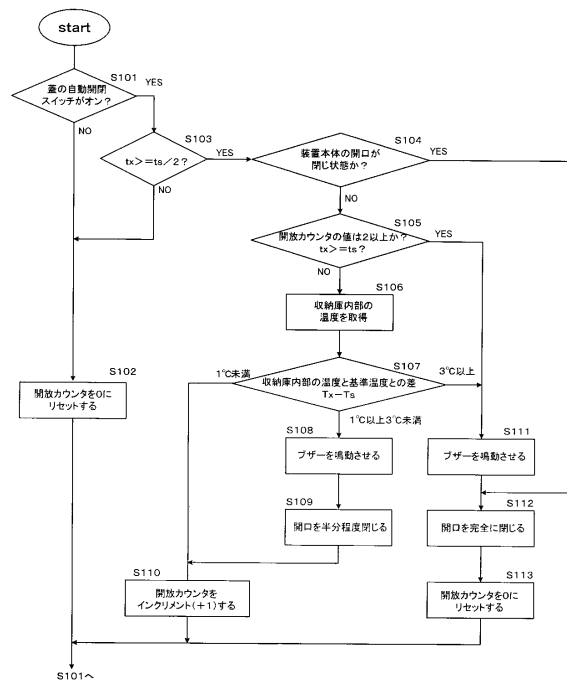 start
S101
蓋の自動開閉
スイッチがオン?
YES
NO
S103
tx>=ts/2?
YES
NO
S104
装置本体の開口が
閉じ状態か?
YES
NO
S105
開放カウンタの値は2以上か?
tx>=ts?
YES
NO
S106
収納庫内部の
温度を取得
S107
収納庫内部の温度と基準温度との差
Tx-Ts
1℃未満
3℃以上
1℃以上3℃未満
S102
開放カウンタを0に
リセットする
S108
ブザーを鳴動させる
S111
ブザーを鳴動させる
S109
開口を半分程度閉じる
S112
開口を完全に閉じる
S110
開放カウンタを
インクリメント(+1)する
S113
開放カウンタを0に
リセットする
S101へ